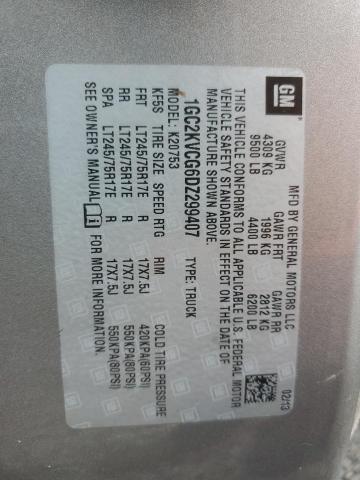 GM
MFD BY GENERAL MOTORS LLC
02/13
GVWR GAWR FRT GAWR RR
4309 KG 1996 KG 2812 KG
9500 LB 4400 LB 6200 LB
THIS VEHICLE CONFORMS TO ALL APPLICABLE U.S. FEDERAL MOTOR
VEHICLE SAFETY STANDARDS IN EFFECT ON THE DATE OF
MANUFACTURE SHOWN ABOVE.
1GC2KVCG6DZ299407 TYPE: TRUCK
MODEL: K20753
KF5S TIRE SIZE SPEED RTG RIM COLD TIRE PRESSURE
FRT LT245/75R17E R 17X7.5J 420KPA(60PSI)
RR LT245/75R17E R 17X7.5J 550KPA(80PSI)
SPA LT245/75R17E R 17X7.5J 550KPA(80PSI)
SEE OWNER'S MANUAL